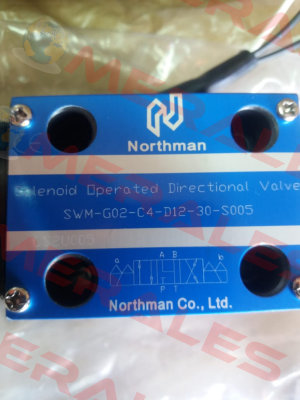 Northman
Solenoid Operated Directional Valve
SWM-G02-C4-D12-30-S005
a
A B
b
P T
Northman Co., Ltd.